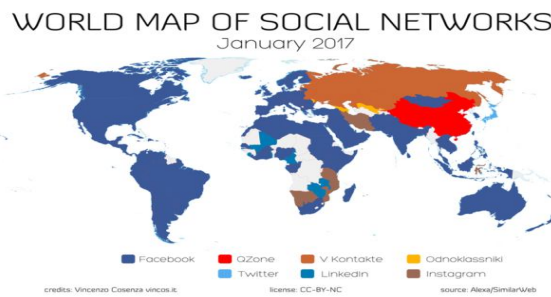 WORLD MAP OF SOCIAL NETWORKS
January 2017
Facebook QZone V Kontakte Odnoklassniki
Twitter Linkedin Instagram
credits: Vincenzo Cosenza vincos.it license: CC-BY-NC source: Alexa/SimilarWeb